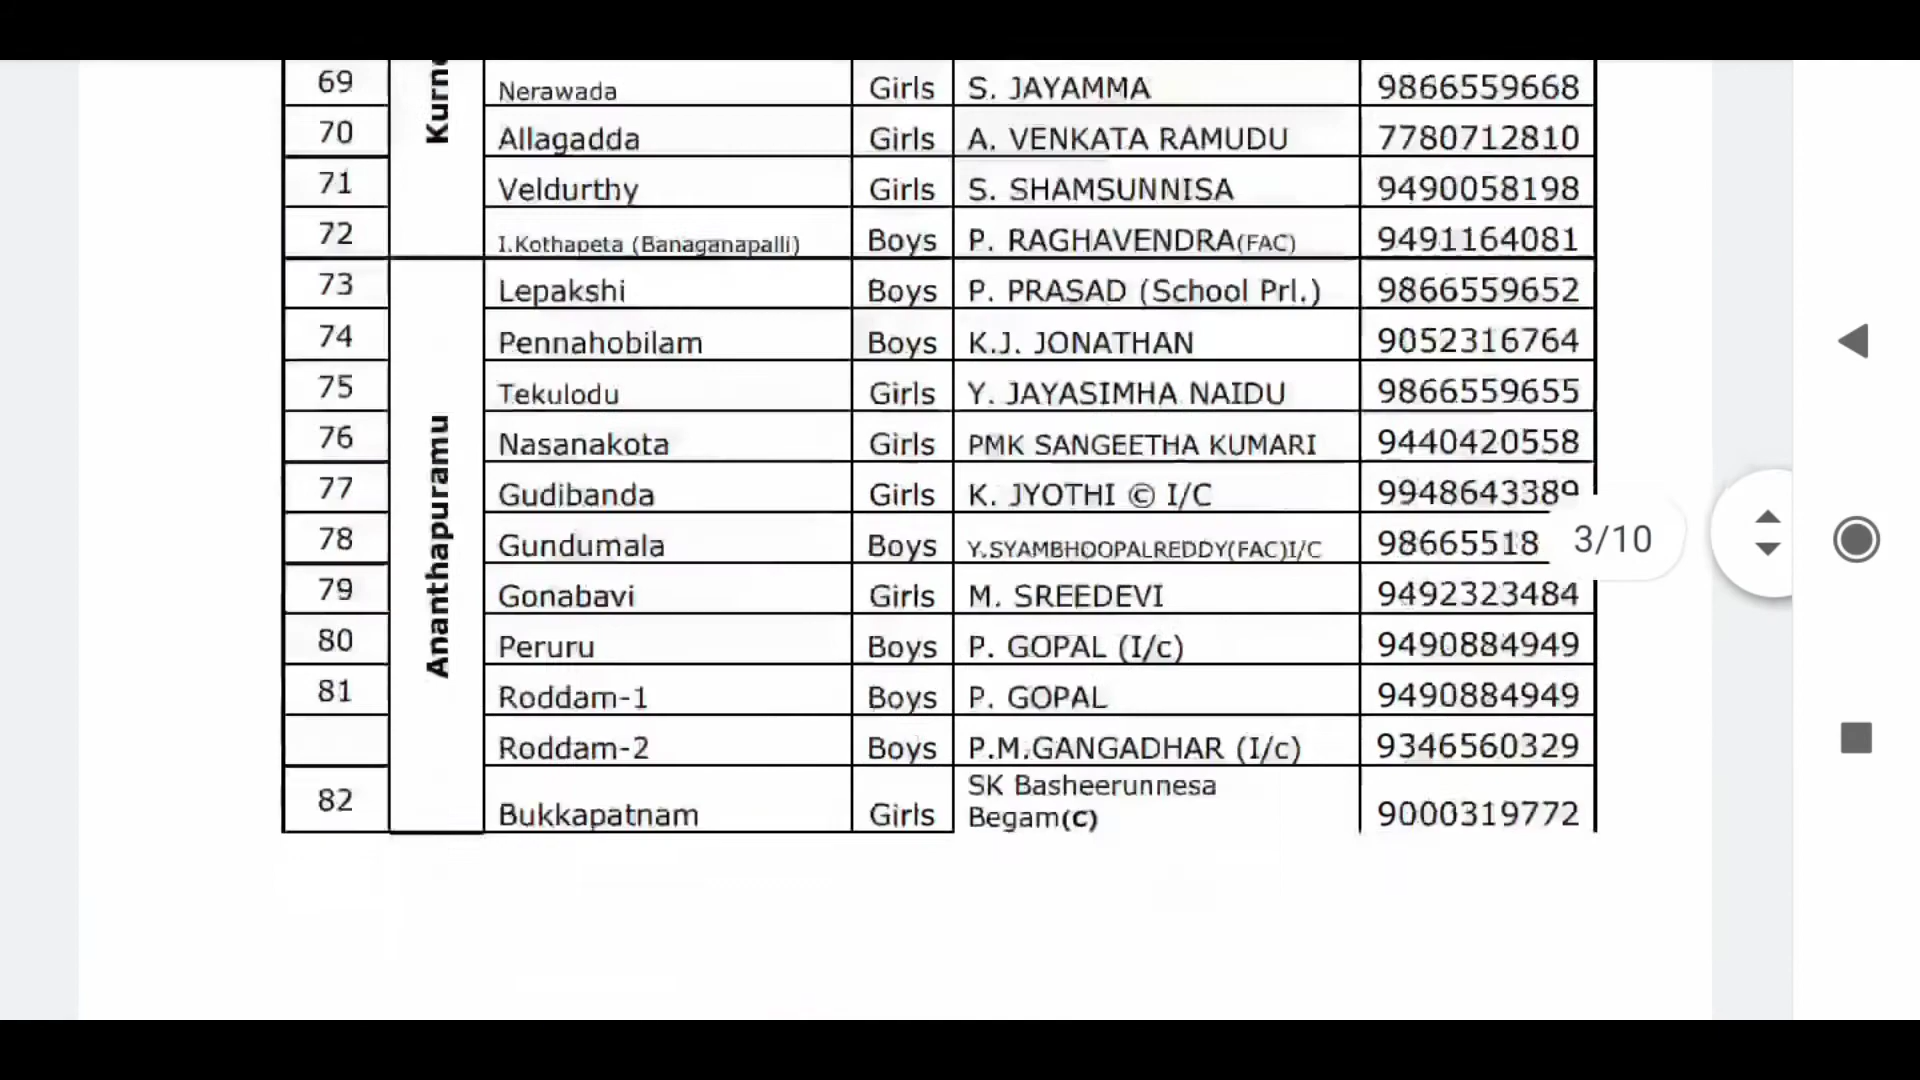 69 Nerawada Girls S. JAYAMMA 9866559668
70 Allagadda Girls A. VENKATA RAMUDU 7780712810
71 Veldurthy Girls S. SHAMSUNNISA 9490058198
72 I.Kothapeta (Banaganapalli) Boys P. RAGHAVENDRA(FAC) 9491164081
Ananthapuramu
73 Lepakshi Boys P. PRASAD (School Prl.) 9866559652
74 Pennahobilam Boys K.J. JONATHAN 9052316764
75 Tekulodu Girls Y. JAYASIMHA NAIDU 9866559655
76 Nasanakota Girls PMK SANGEETHA KUMARI 9440420558
77 Gudibanda Girls K. JYOTHI © I/C 9948643389
78 Gundumala Boys Y.SYAMBHOOPALREDDY(FAC)I/C 98665518
3/10
79 Gonabavi Girls M. SREEDEVI 9492323484
80 Peruru Boys P. GOPAL (I/c) 9490884949
81 Roddam-1 Boys P. GOPAL 9490884949
Roddam-2 Boys P.M.GANGADHAR (I/c) 9346560329
82 Bukkapatnam Girls SK Basheerunnesa
Begam(C) 9000319772